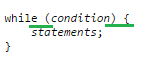 while (condition) {
statements;
}